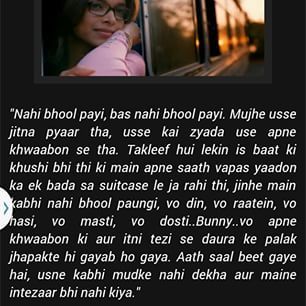 "Nahi bhool payi, bas nahi bhool payi. Mujhe usse
jitna pyaar tha, usse kai zyada use apne
khwaabon se tha. Takleef hui lekin is baat ki
khushi bhi thi ki main apne saath vapas yaadon
ka ek bada sa suitcase le ja rahi thi, jinhe main
kabhi nahi bhool paungi, vo din, vo raatein, vo
hasi, vo masti, vo dosti..Bunny..vo apne
khwaabon ki aur itni tezi se daura ke palak
jhapakte hi gayab ho gaya. Aath saal beet gaye
hai, usne kabhi mudke nahi dekha aur maine
intezaar bhi nahi kiya."